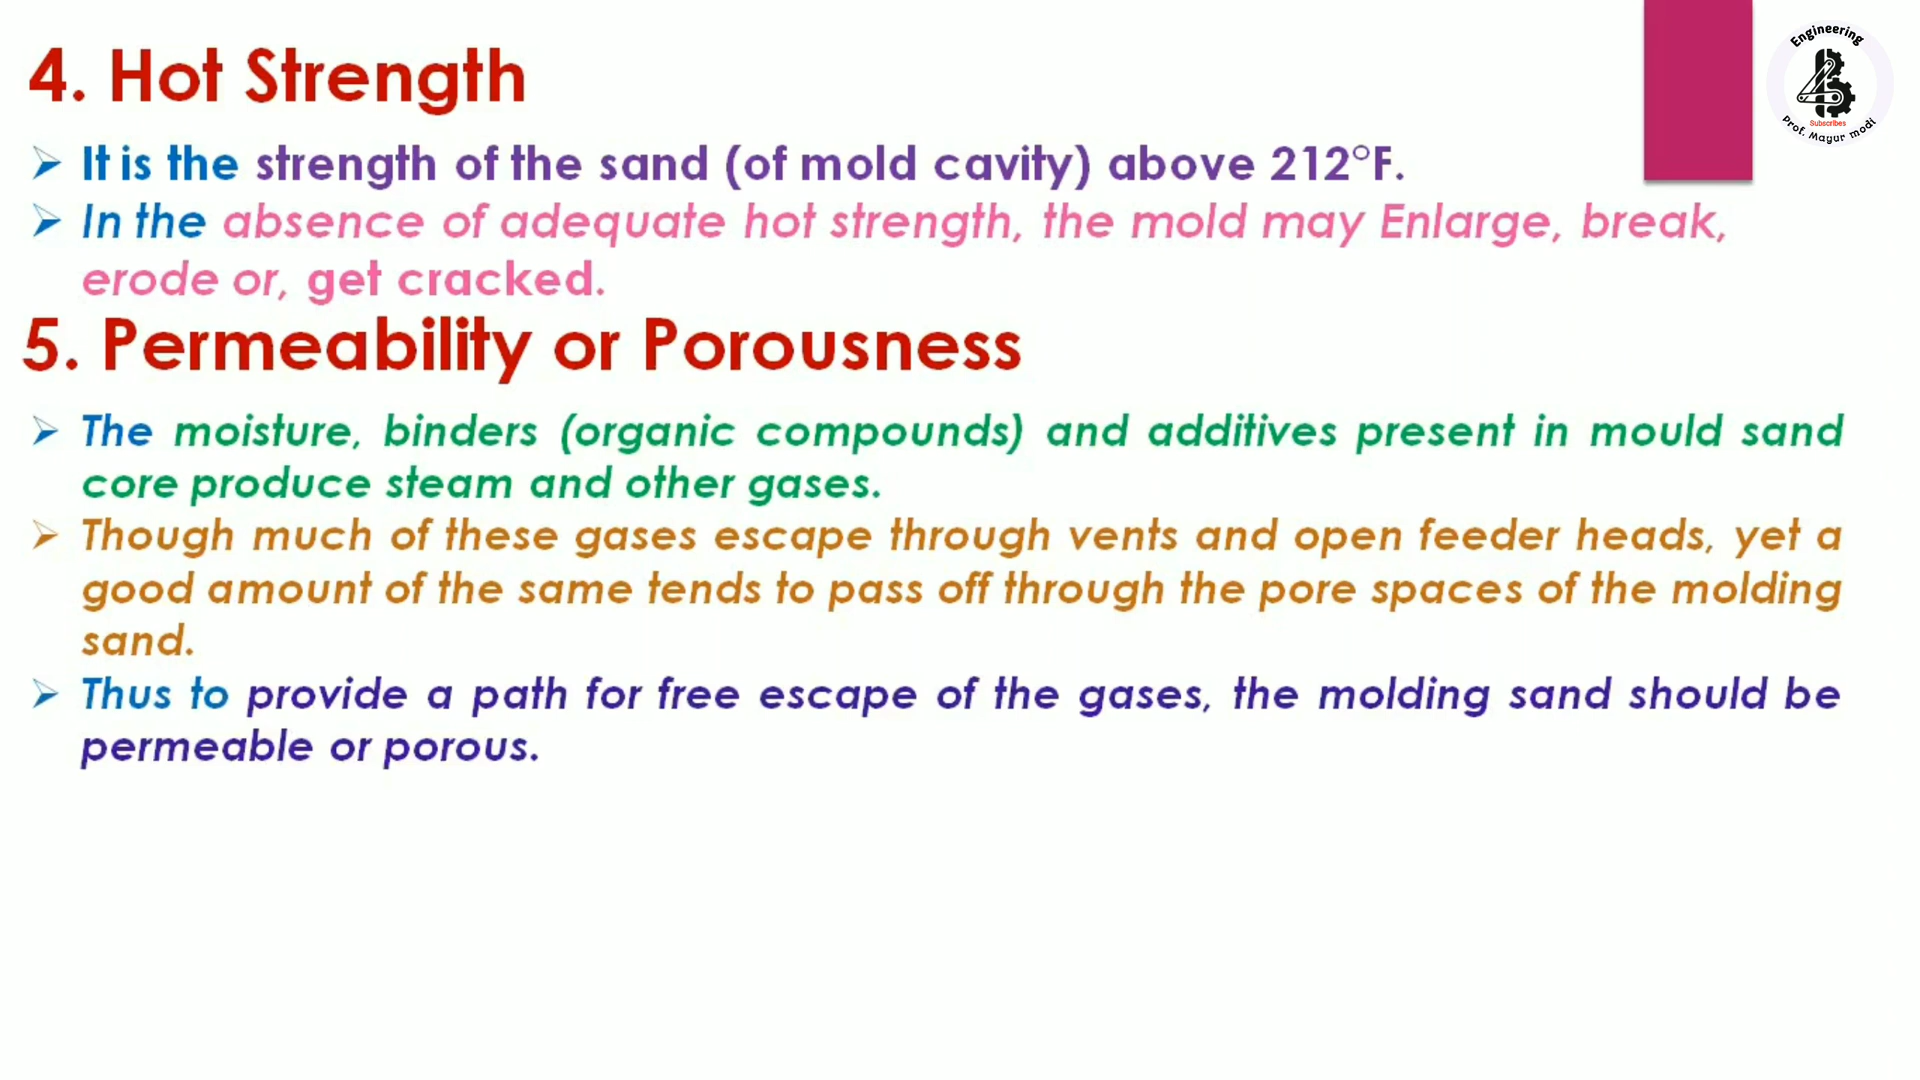 4. Hot Strength
Engineering
Subscribes
Prof. Mayur modi
➢ It is the strength of the sand (of mold cavity) above 212°F.
➢ In the absence of adequate hot strength, the mold may Enlarge, break,
erode or, get cracked.
5. Permeability or Porousness
➢ The moisture, binders (organic compounds) and additives present in mould sand
core produce steam and other gases.
➢ Though much of these gases escape through vents and open feeder heads, yet a
good amount of the same tends to pass off through the pore spaces of the molding
sand.
➢ Thus to provide a path for free escape of the gases, the molding sand should be
permeable or porous.